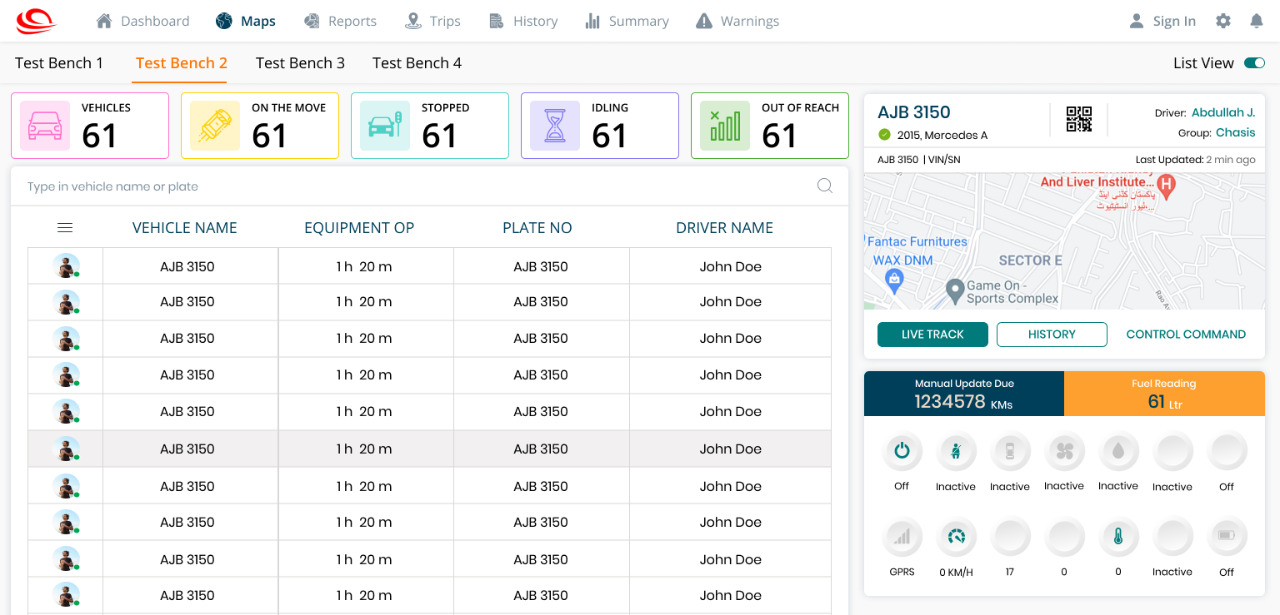 Dashboard Maps Reports Trips History Summary Warnings Sign In
Test Bench 1 Test Bench 2 Test Bench 3 Test Bench 4 List View
VEHICLES
61
ON THE MOVE
61
STOPPED
61
IDLING
61
OUT OF REACH
61
Type in vehicle name or plate
VEHICLE NAME EQUIPMENT OP PLATE NO DRIVER NAME
AJB 3150 1 h 20 m AJB 3150 John Doe
AJB 3150 1 h 20 m AJB 3150 John Doe
AJB 3150 1 h 20 m AJB 3150 John Doe
AJB 3150 1 h 20 m AJB 3150 John Doe
AJB 3150 1 h 20 m AJB 3150 John Doe
AJB 3150 1 h 20 m AJB 3150 John Doe
AJB 3150 1 h 20 m AJB 3150 John Doe
AJB 3150 1 h 20 m AJB 3150 John Doe
AJB 3150 1 h 20 m AJB 3150 John Doe
AJB 3150 1 h 20 m AJB 3150 John Doe
AJB 3150
2015, Morcedes A
Driver: Abdullah J.
Group: Chasis
AJB 3150 | VIN/SN Last Updated: 2 min ago
And Liver Institute...
پاکستان کڈنی اینڈ
لیور انسٹیٹیوٹ...
Fantac Furnitures
WAX DNM
SECTOR E
Game On -
Sports Complex
LIVE TRACK HISTORY CONTROL COMMAND
Manual Update Due
1234578 KMs
Fuel Reading
61 Ltr
Off Inactive Inactive Inactive Inactive Inactive Off
GPRS 0 KM/H 17 0 0 Inactive Off